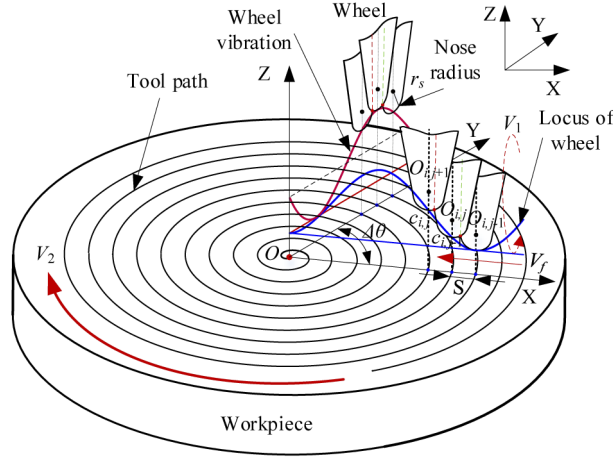 Wheel
Z
Y
X
Wheel
vibration
Nose
radius
r_s
Tool path
Z
Y
V_1
Locus of
wheel
O_{i,j+1}
O_{i,j}
O_{i,j-1}
c_{i,j}
V_2
O
Δθ
V_f
S
X
Workpiece